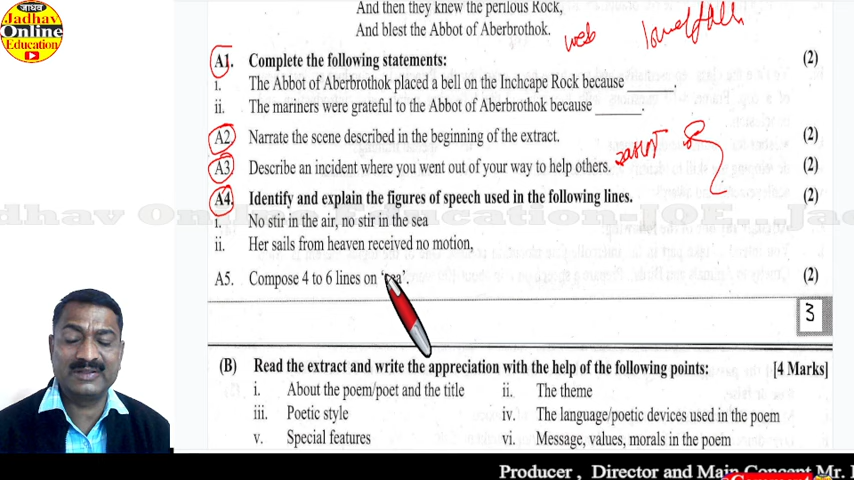 जाधव
Jadhav
Online
Education
And then they knew the perilous Rock,
And blest the Abbot of Aberbrothok.
web
A1. Complete the following statements: (2)
i. The Abbot of Aberbrothok placed a bell on the Inchcape Rock because ______.
ii. The mariners were grateful to the Abbot of Aberbrothok because ______.
A2 Narrate the scene described in the beginning of the extract. (2)
A3 Describe an incident where you went out of your way to help others. (2)
A4. Identify and explain the figures of speech used in the following lines. (2)
i. No stir in the air, no stir in the sea
ii. Her sails from heaven received no motion,
A5. Compose 4 to 6 lines on 'sea'. (2)
3
(B) Read the extract and write the appreciation with the help of the following points: [4 Marks]
i. About the poem/poet and the title ii. The theme
iii. Poetic style iv. The language/poetic devices used in the poem
v. Special features vi. Message, values, morals in the poem
Producer , Director and Main Concept Mr.